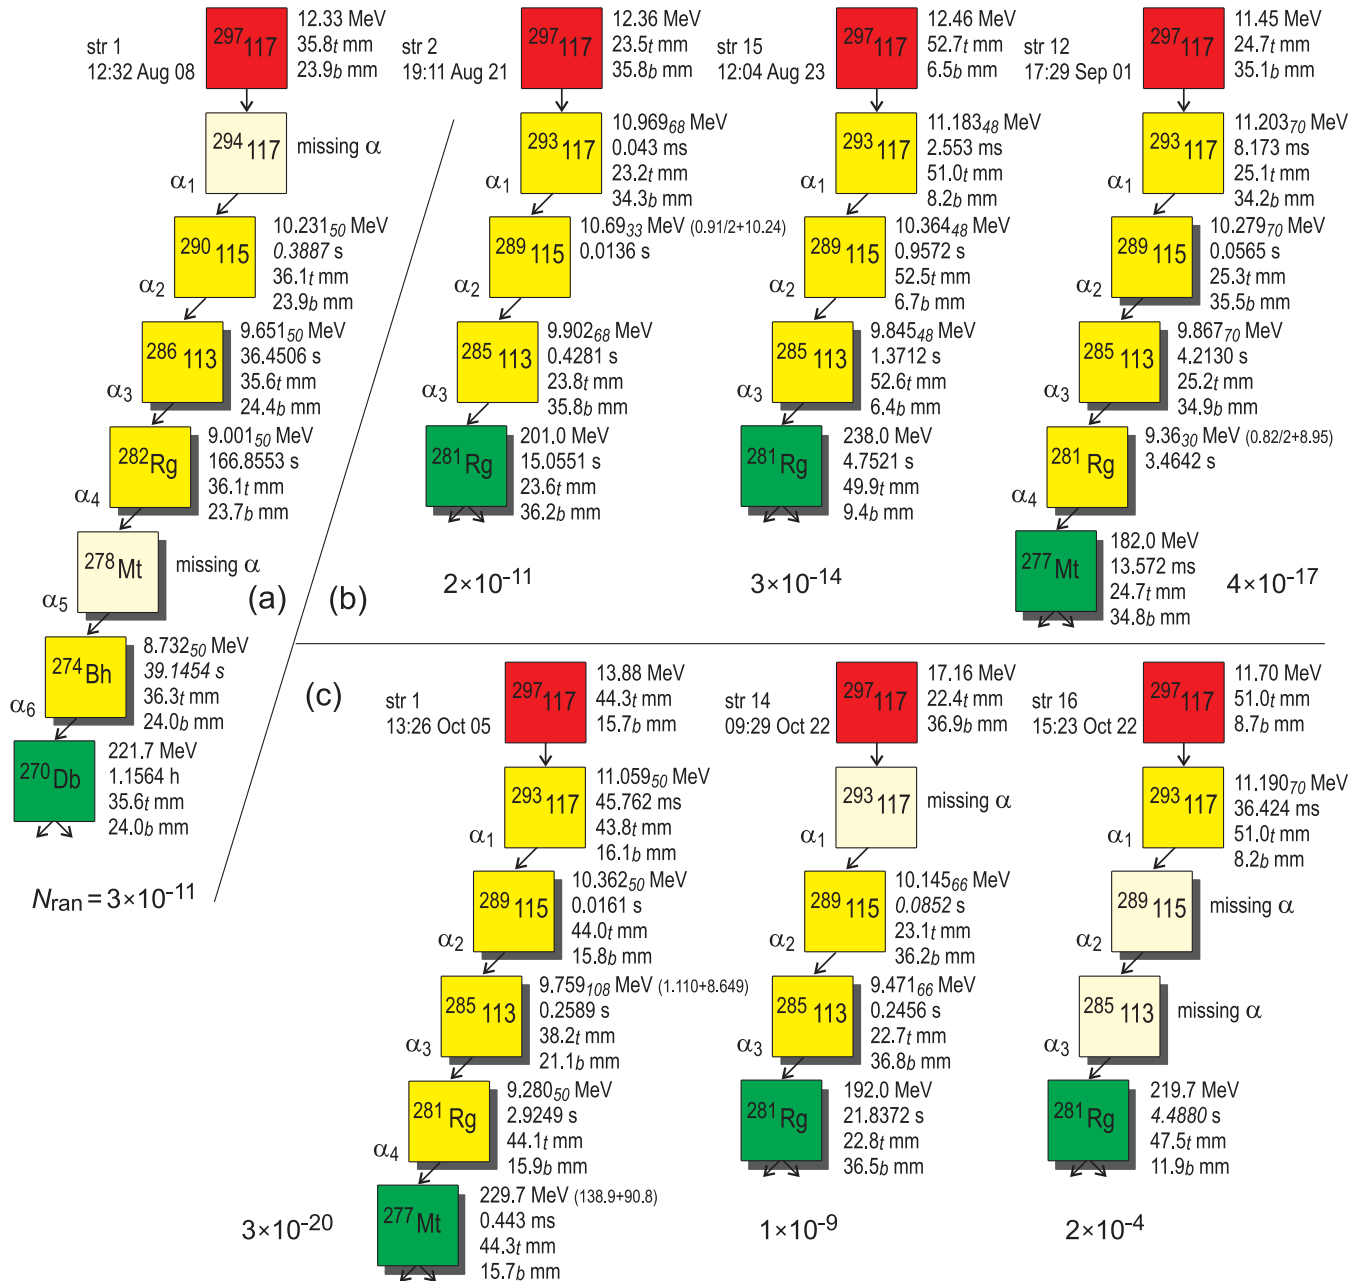 str 1
12:32 Aug 08
297 117
12.33 MeV
35.8t mm
23.9b mm
294 117
missing α
α1
290 115
10.231 50 MeV
0.3887 s
36.1t mm
23.9b mm
α2
286 113
9.651 50 MeV
36.4506 s
35.6t mm
24.4b mm
α3
282 Rg
9.001 50 MeV
166.8553 s
36.1t mm
23.7b mm
α4
278 Mt
missing α
α5
274 Bh
8.732 50 MeV
39.1454 s
36.3t mm
24.0b mm
α6
270 Db
221.7 MeV
1.1564 h
35.6t mm
24.0b mm
(a)
Nran = 3×10-11
(b)
str 2
19:11 Aug 21
297 117
12.36 MeV
23.5t mm
35.8b mm
293 117
10.969 68 MeV
0.043 ms
23.2t mm
34.3b mm
α1
289 115
10.69 33 MeV (0.91/2+10.24)
0.0136 s
α2
285 113
9.902 68 MeV
0.4281 s
23.8t mm
35.8b mm
α3
281 Rg
201.0 MeV
15.0551 s
23.6t mm
36.2b mm
2×10-11
str 15
12:04 Aug 23
297 117
12.46 MeV
52.7t mm
6.5b mm
293 117
11.183 48 MeV
2.553 ms
51.0t mm
8.2b mm
α1
289 115
10.364 48 MeV
0.9572 s
52.5t mm
6.7b mm
α2
285 113
9.845 48 MeV
1.3712 s
52.6t mm
6.4b mm
α3
281 Rg
238.0 MeV
4.7521 s
49.9t mm
9.4b mm
3×10-14
str 12
17:29 Sep 01
297 117
11.45 MeV
24.7t mm
35.1b mm
293 117
11.203 70 MeV
8.173 ms
25.1t mm
34.2b mm
α1
289 115
10.279 70 MeV
0.0565 s
25.3t mm
35.5b mm
α2
285 113
9.867 70 MeV
4.2130 s
25.2t mm
34.9b mm
α3
281 Rg
9.36 30 MeV (0.82/2+8.95)
3.4642 s
α4
277 Mt
182.0 MeV
13.572 ms
24.7t mm
34.8b mm
4×10-17
(c)
str 1
13:26 Oct 05
297 117
13.88 MeV
44.3t mm
15.7b mm
293 117
11.059 50 MeV
45.762 ms
43.8t mm
16.1b mm
α1
289 115
10.362 50 MeV
0.0161 s
44.0t mm
15.8b mm
α2
285 113
9.759 108 MeV (1.110+8.649)
0.2589 s
38.2t mm
21.1b mm
α3
281 Rg
9.280 50 MeV
2.9249 s
44.1t mm
15.9b mm
α4
277 Mt
229.7 MeV (138.9+90.8)
0.443 ms
44.3t mm
15.7b mm
3×10-20
str 14
09:29 Oct 22
297 117
17.16 MeV
22.4t mm
36.9b mm
293 117
missing α
α1
289 115
10.145 66 MeV
0.0852 s
23.1t mm
36.2b mm
α2
285 113
9.471 66 MeV
0.2456 s
22.7t mm
36.8b mm
α3
281 Rg
192.0 MeV
21.8372 s
22.8t mm
36.5b mm
1×10-9
str 16
15:23 Oct 22
297 117
11.70 MeV
51.0t mm
8.7b mm
293 117
11.190 70 MeV
36.424 ms
51.0t mm
8.2b mm
α1
289 115
missing α
α2
285 113
missing α
α3
281 Rg
219.7 MeV
4.4880 s
47.5t mm
11.9b mm
2×10-4